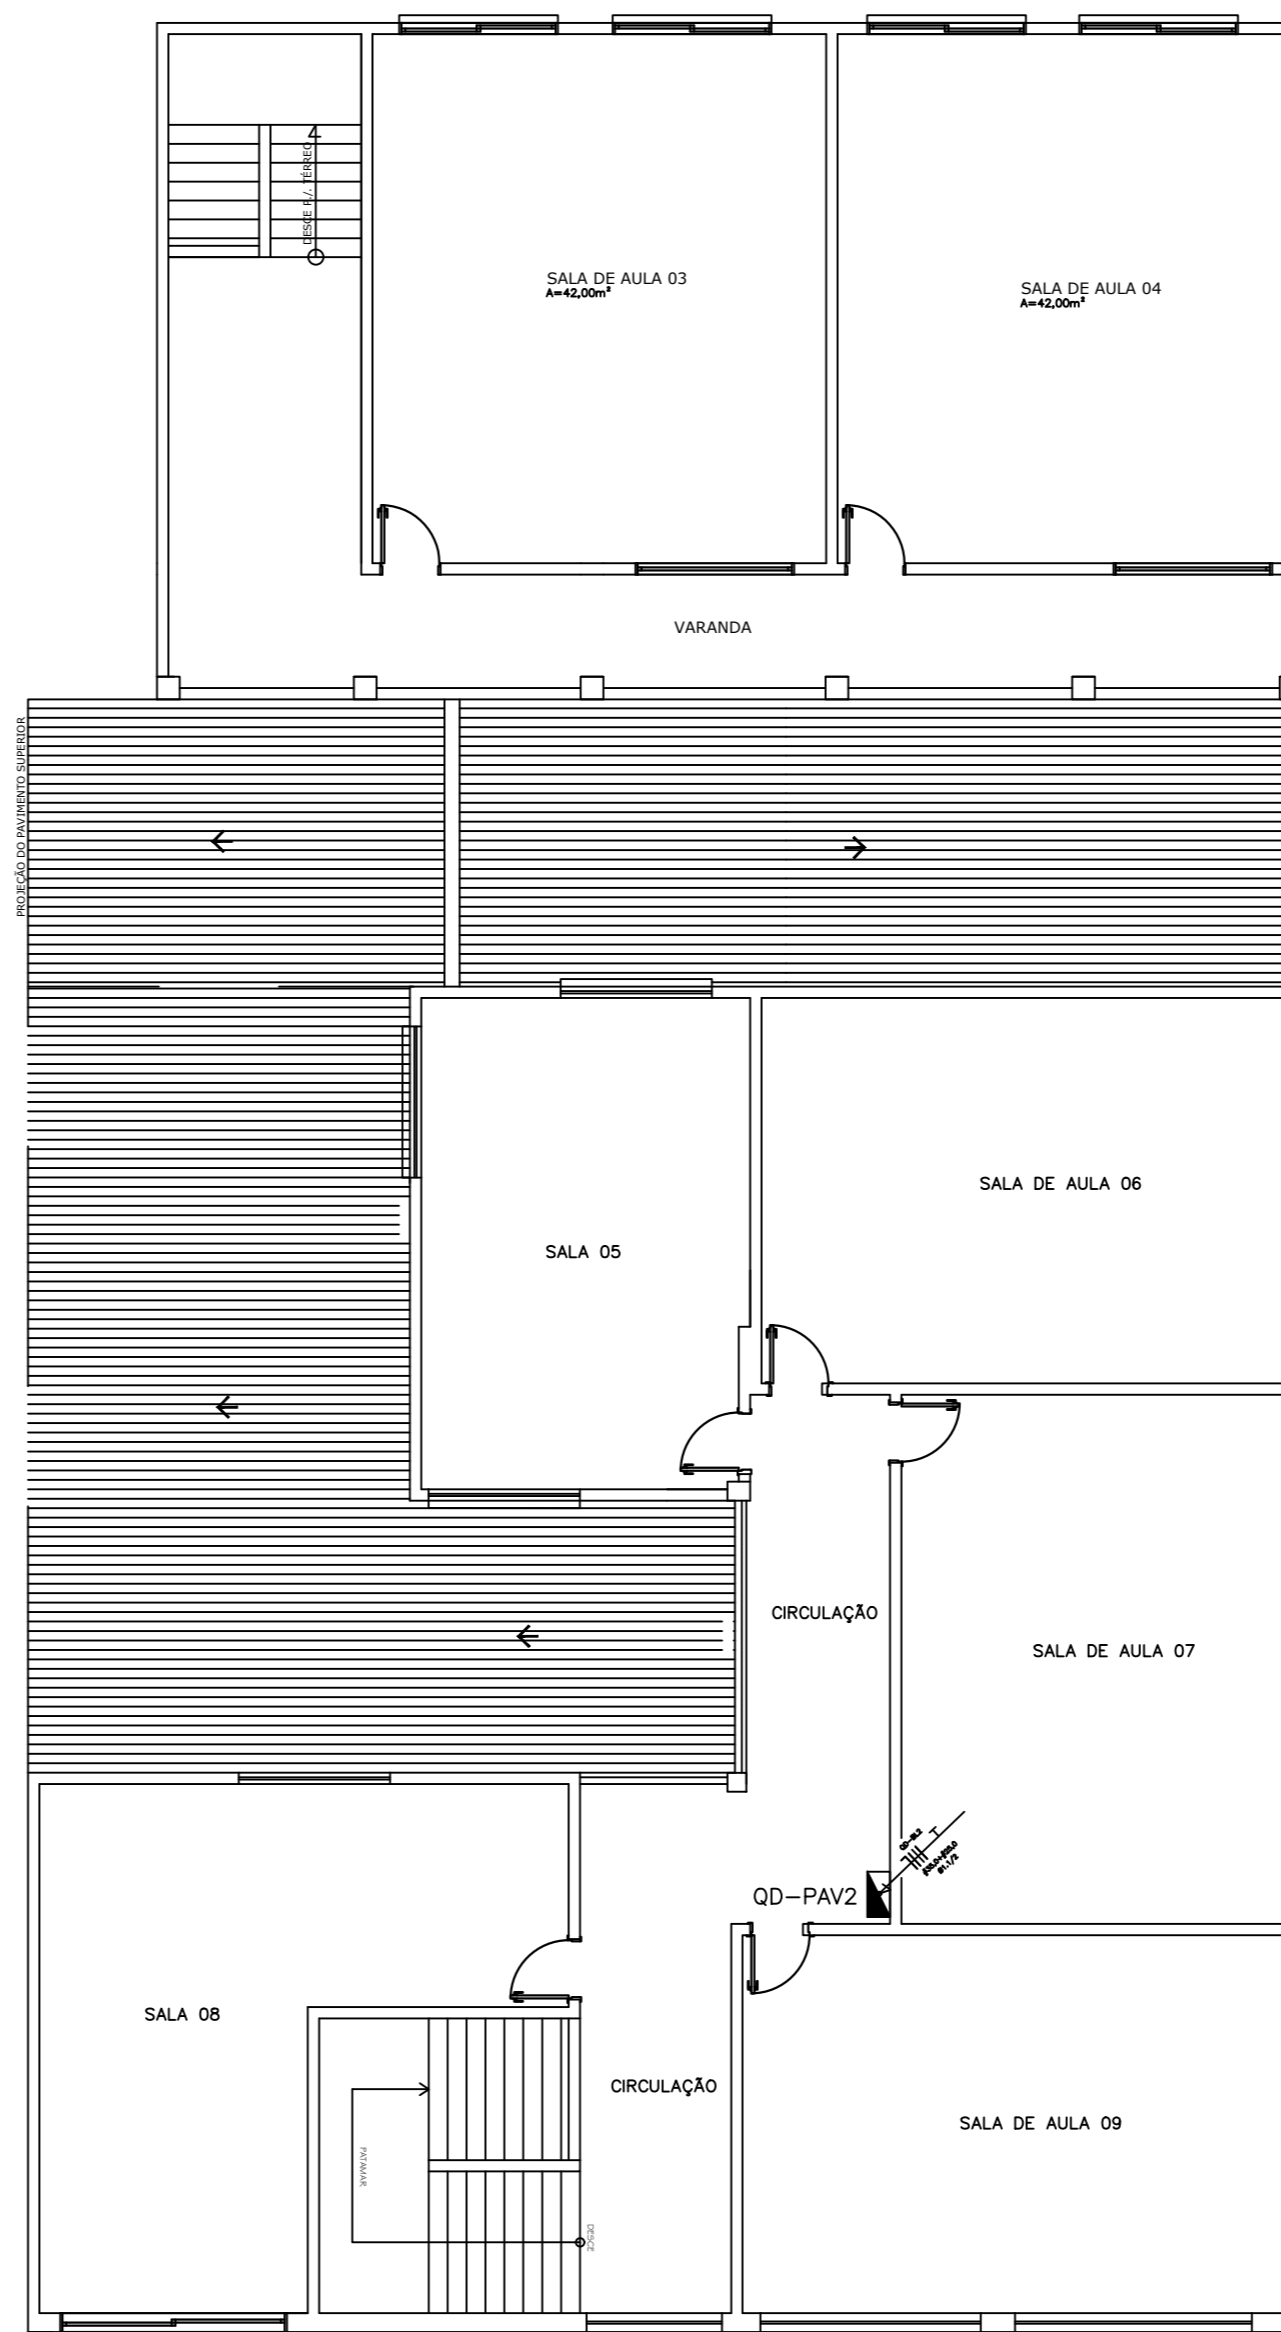 DESCE P/. TÉRREO
SALA DE AULA 03
A=42,00m²
SALA DE AULA 04
A=42,00m²
VARANDA
PROJEÇÃO DO PAVIMENTO SUPERIOR
SALA DE AULA 06
SALA 05
CIRCULAÇÃO
SALA DE AULA 07
QD-PAV2
SALA 08
CIRCULAÇÃO
SALA DE AULA 09
PATAMAR
DESCE